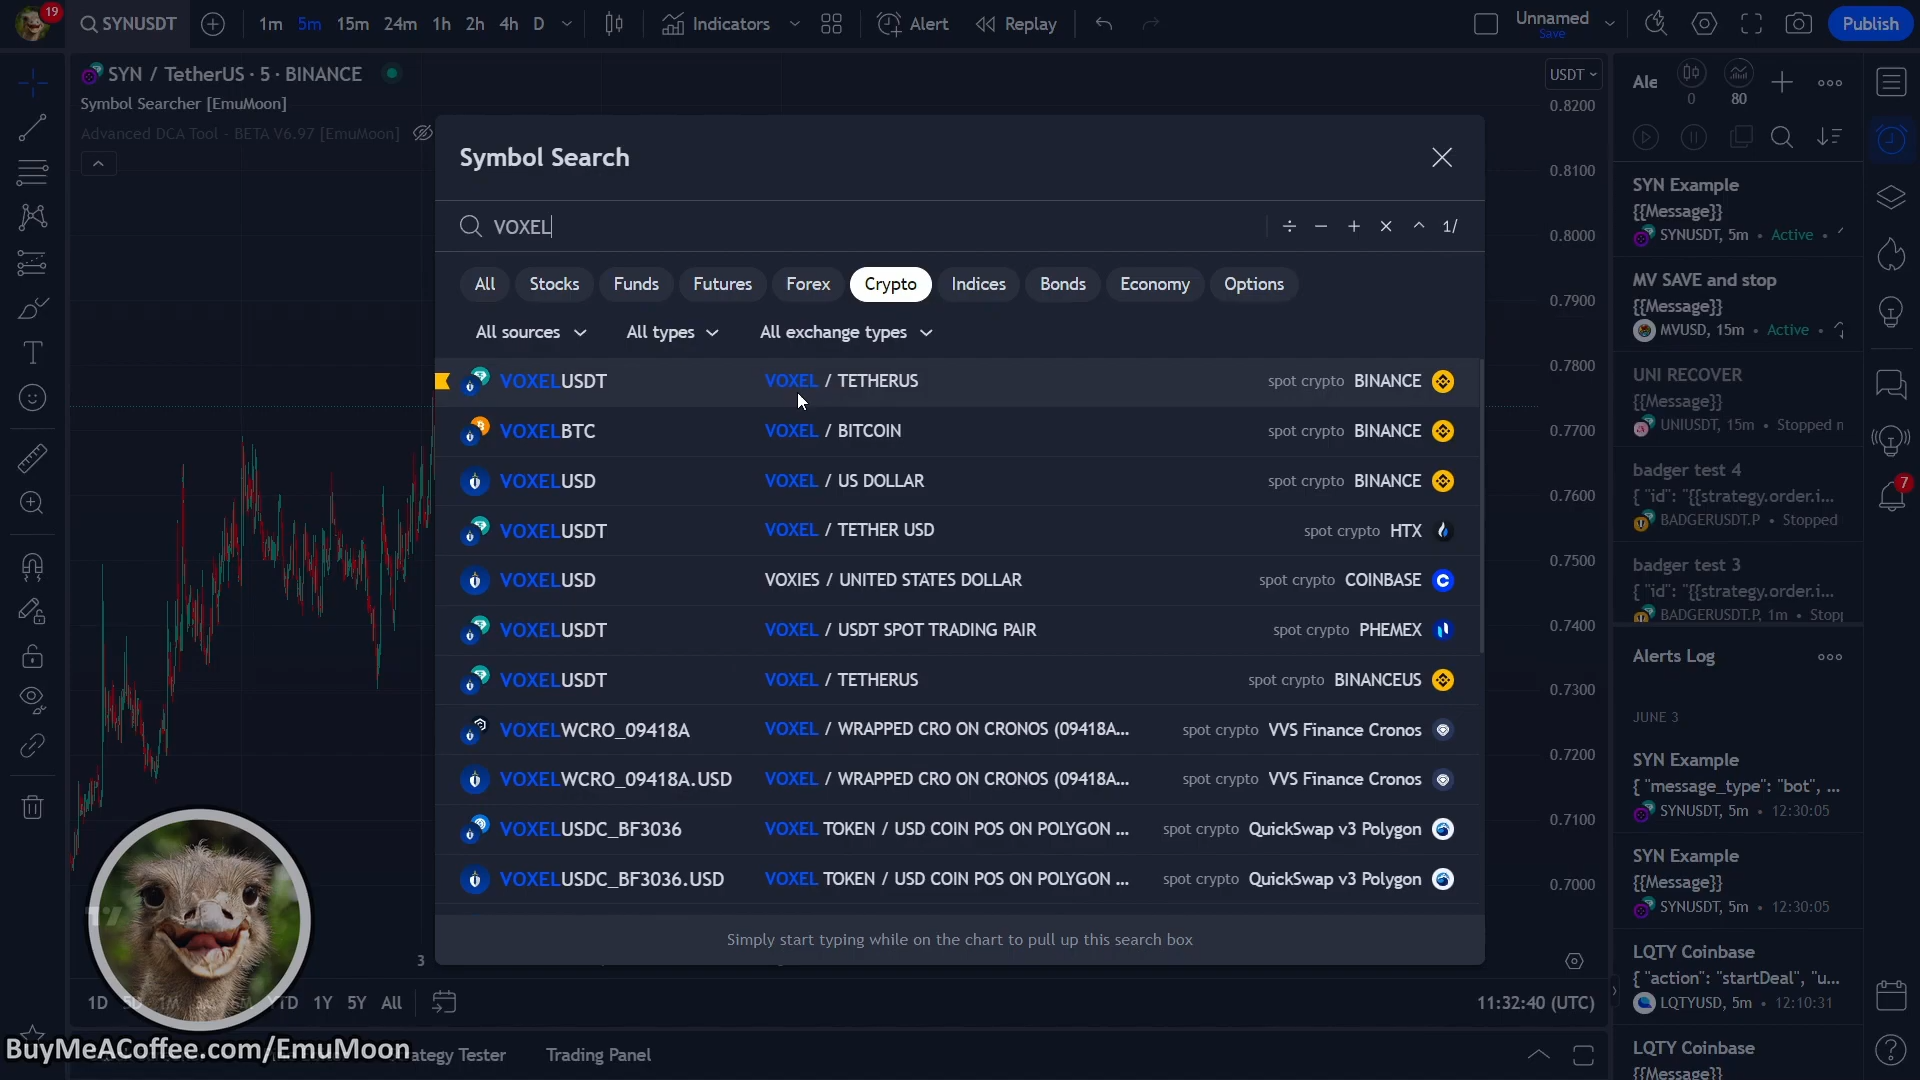 19
SYNUSDT
1m 5m 15m 24m 1h 2h 4h D
Indicators
Alert
Replay
Unnamed
Save
Publish
SYN / TetherUS · 5 · BINANCE
Symbol Searcher [EmuMoon]
Advanced DCA Tool - BETA V6.97 [EmuMoon]
USDT
0.8200
0.8100
0.8000
0.7900
0.7800
0.7700
0.7600
0.7500
0.7400
0.7300
0.7200
0.7100
0.7000
Symbol Search
VOXEL
÷ − + × ^ 1/
All Stocks Funds Futures Forex Crypto Indices Bonds Economy Options
All sources All types All exchange types
VOXELUSDT VOXEL / TETHERUS spot crypto BINANCE
VOXELBTC VOXEL / BITCOIN spot crypto BINANCE
VOXELUSD VOXEL / US DOLLAR spot crypto BINANCE
VOXELUSDT VOXEL / TETHER USD spot crypto HTX
VOXELUSD VOXIES / UNITED STATES DOLLAR spot crypto COINBASE
VOXELUSDT VOXEL / USDT SPOT TRADING PAIR spot crypto PHEMEX
VOXELUSDT VOXEL / TETHERUS spot crypto BINANCEUS
VOXELWCRO_09418A VOXEL / WRAPPED CRO ON CRONOS (09418A... spot crypto VVS Finance Cronos
VOXELWCRO_09418A.USD VOXEL / WRAPPED CRO ON CRONOS (09418A... spot crypto VVS Finance Cronos
VOXELUSDC_BF3036 VOXEL TOKEN / USD COIN POS ON POLYGON ... spot crypto QuickSwap v3 Polygon
VOXELUSDC_BF3036.USD VOXEL TOKEN / USD COIN POS ON POLYGON ... spot crypto QuickSwap v3 Polygon
Simply start typing while on the chart to pull up this search box
3
1D 5D 1M 3M 6M YTD 1Y 5Y All
11:32:40 (UTC)
BuyMeACoffee.com/EmuMoon
ategy Tester
Trading Panel
Ale
0
80
SYN Example
{{Message}}
SYNUSDT, 5m • Active •
MV SAVE and stop
{{Message}}
MVUSD, 15m • Active •
UNI RECOVER
{{Message}}
UNIUSDT, 15m • Stopped
badger test 4
{ "id": "{{strategy.order.i...
BADGERUSDT.P • Stopped
badger test 3
{ "id": "{{strategy.order.i...
BADGERUSDT.P, 1m • Stop
Alerts Log
JUNE 3
SYN Example
{ "message_type": "bot", ...
SYNUSDT, 5m • 12:30:05
SYN Example
{{Message}}
SYNUSDT, 5m • 12:30:05
LQTY Coinbase
{ "action": "startDeal", "u...
LQTYUSD, 5m • 12:10:31
LQTY Coinbase
{{Message}}
7